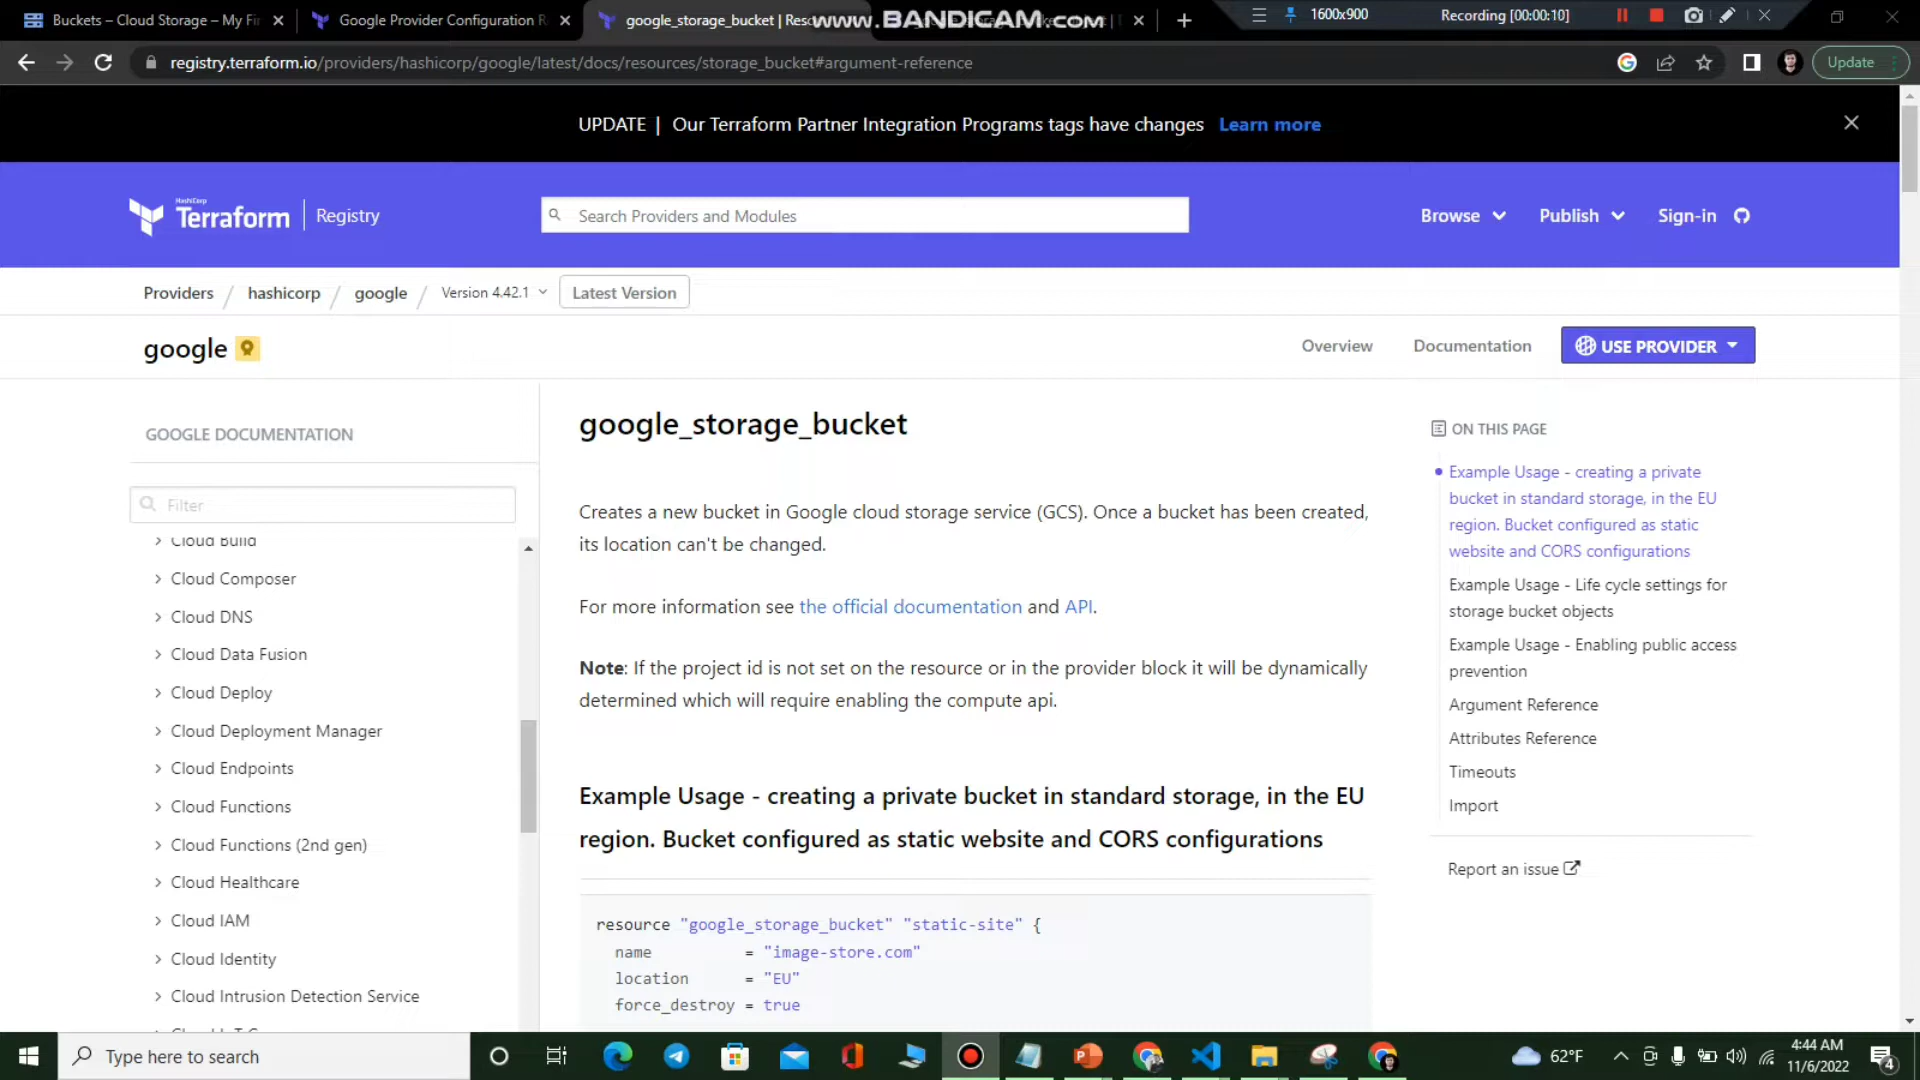 Buckets – Cloud Storage – My Fir
Google Provider Configuration R
google_storage_bucket | Reso
www.BANDICAM.com
1600x900
Recording [00:00:10]
registry.terraform.io/providers/hashicorp/google/latest/docs/resources/storage_bucket#argument-reference
Update
UPDATE | Our Terraform Partner Integration Programs tags have changes Learn more
HashiCorp
Terraform
Registry
Search Providers and Modules
Browse
Publish
Sign-in
Providers / hashicorp / google / Version 4.42.1
Latest Version
google
Overview
Documentation
USE PROVIDER
GOOGLE DOCUMENTATION
Filter
Cloud Build
Cloud Composer
Cloud DNS
Cloud Data Fusion
Cloud Deploy
Cloud Deployment Manager
Cloud Endpoints
Cloud Functions
Cloud Functions (2nd gen)
Cloud Healthcare
Cloud IAM
Cloud Identity
Cloud Intrusion Detection Service
google_storage_bucket
Creates a new bucket in Google cloud storage service (GCS). Once a bucket has been created,
its location can't be changed.
For more information see the official documentation and API.
Note: If the project id is not set on the resource or in the provider block it will be dynamically
determined which will require enabling the compute api.
Example Usage - creating a private bucket in standard storage, in the EU
region. Bucket configured as static website and CORS configurations
resource "google_storage_bucket" "static-site" {
name = "image-store.com"
location = "EU"
force_destroy = true
ON THIS PAGE
Example Usage - creating a private
bucket in standard storage, in the EU
region. Bucket configured as static
website and CORS configurations
Example Usage - Life cycle settings for
storage bucket objects
Example Usage - Enabling public access
prevention
Argument Reference
Attributes Reference
Timeouts
Import
Report an issue
Type here to search
62°F
4:44 AM
11/6/2022
4